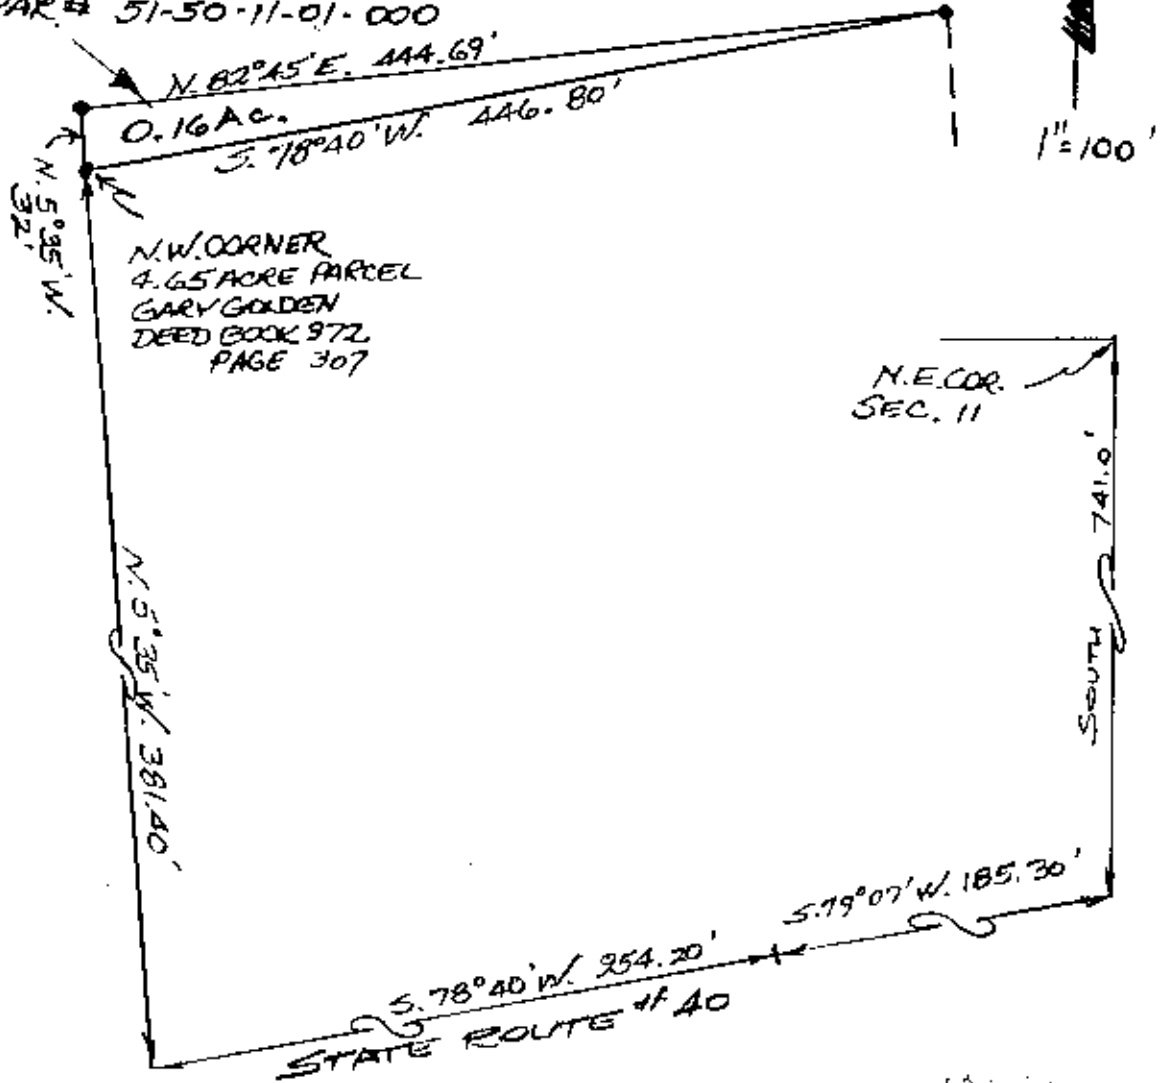 PAR.# 51-50-11-01-000
N. 82°45' E. 444.69'
0.16 Ac.
S. 78°40' W. 446.80'
1"=100'
N. 5°35' W.
32'
N.W. CORNER
4.65 ACRE PARCEL
GARY GOLDEN
DEED BOOK 972
PAGE 307
N.E. COR.
SEC. 11
SOUTH 741.0'
N. 5°35' W. 381.40'
S. 79°07' W. 185.30'
S. 78°40' W. 954.20'
STATE ROUTE # 40